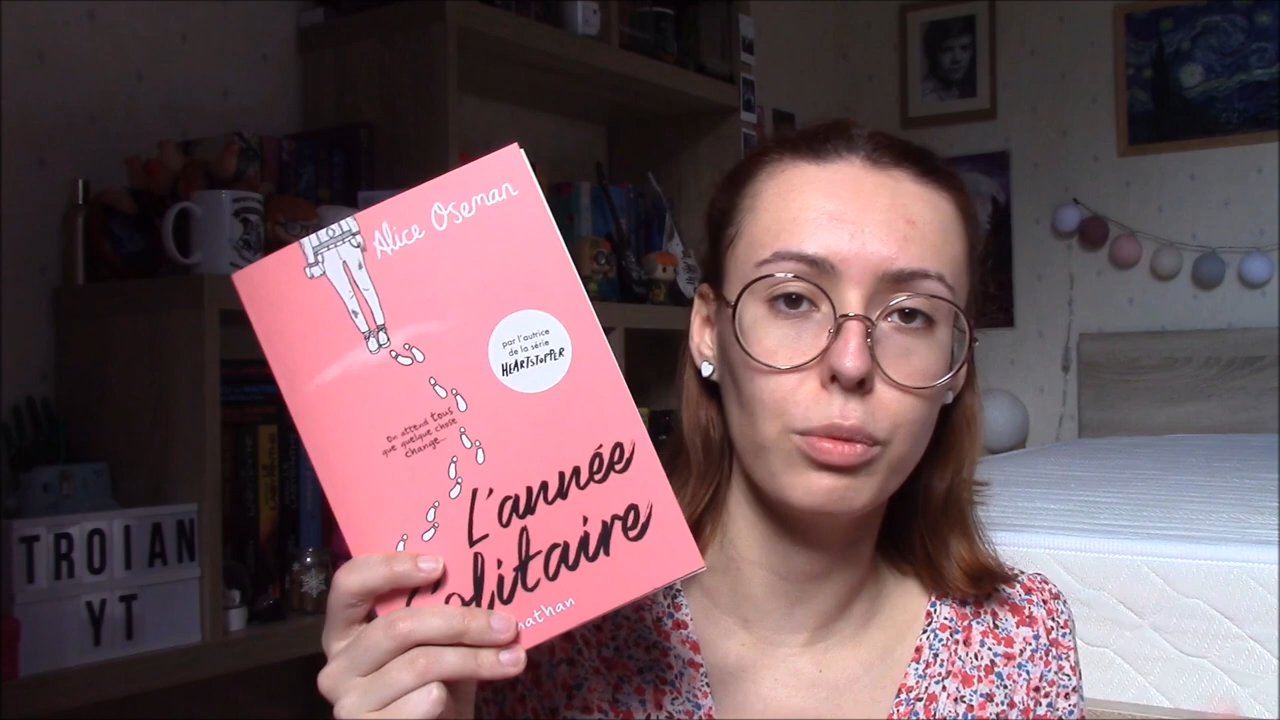 Alice Oseman
par l'autrice
de la série
HEARTSTOPPER
On attend tous
que quelque chose
change...
L'année
solitaire
nathan
TROIAN
YT